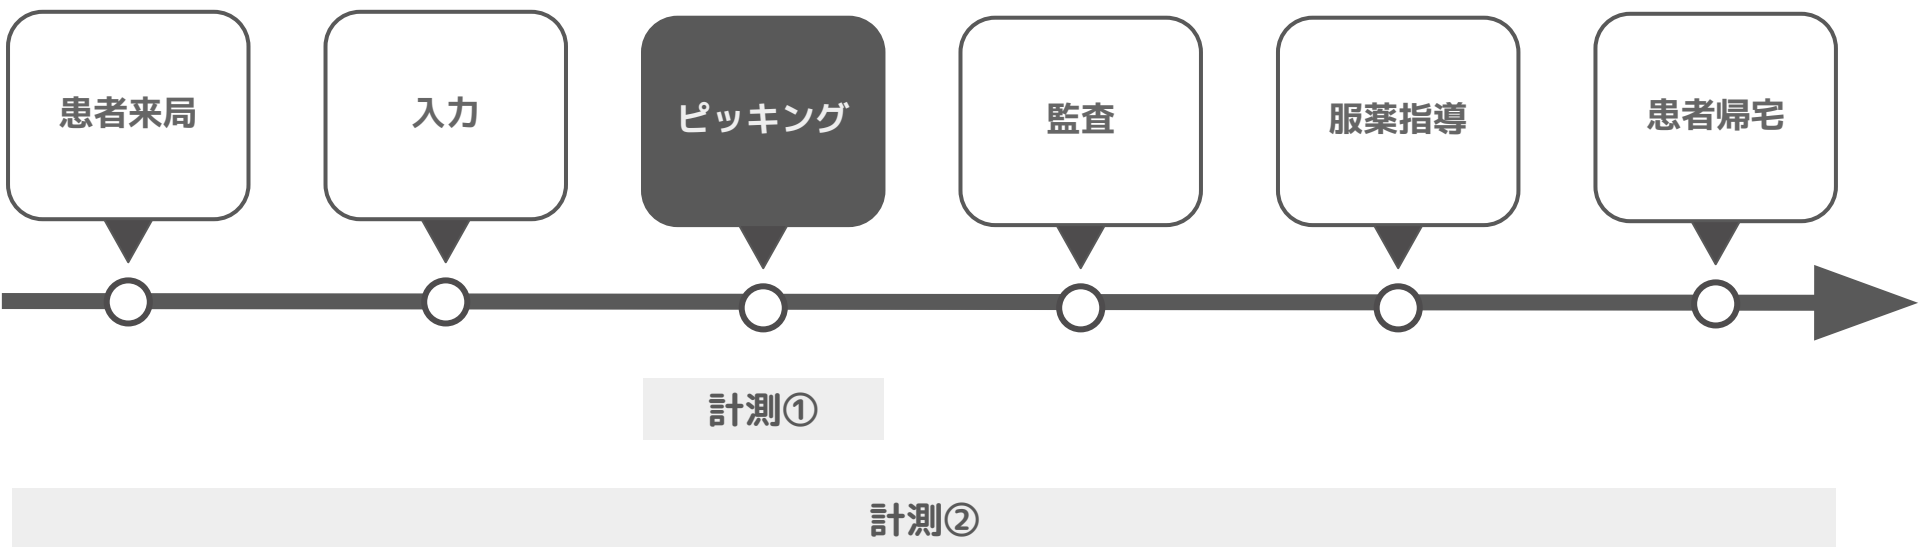 患者来局
入力
ピッキング
監査
服薬指導
患者帰宅
計測①
計測②